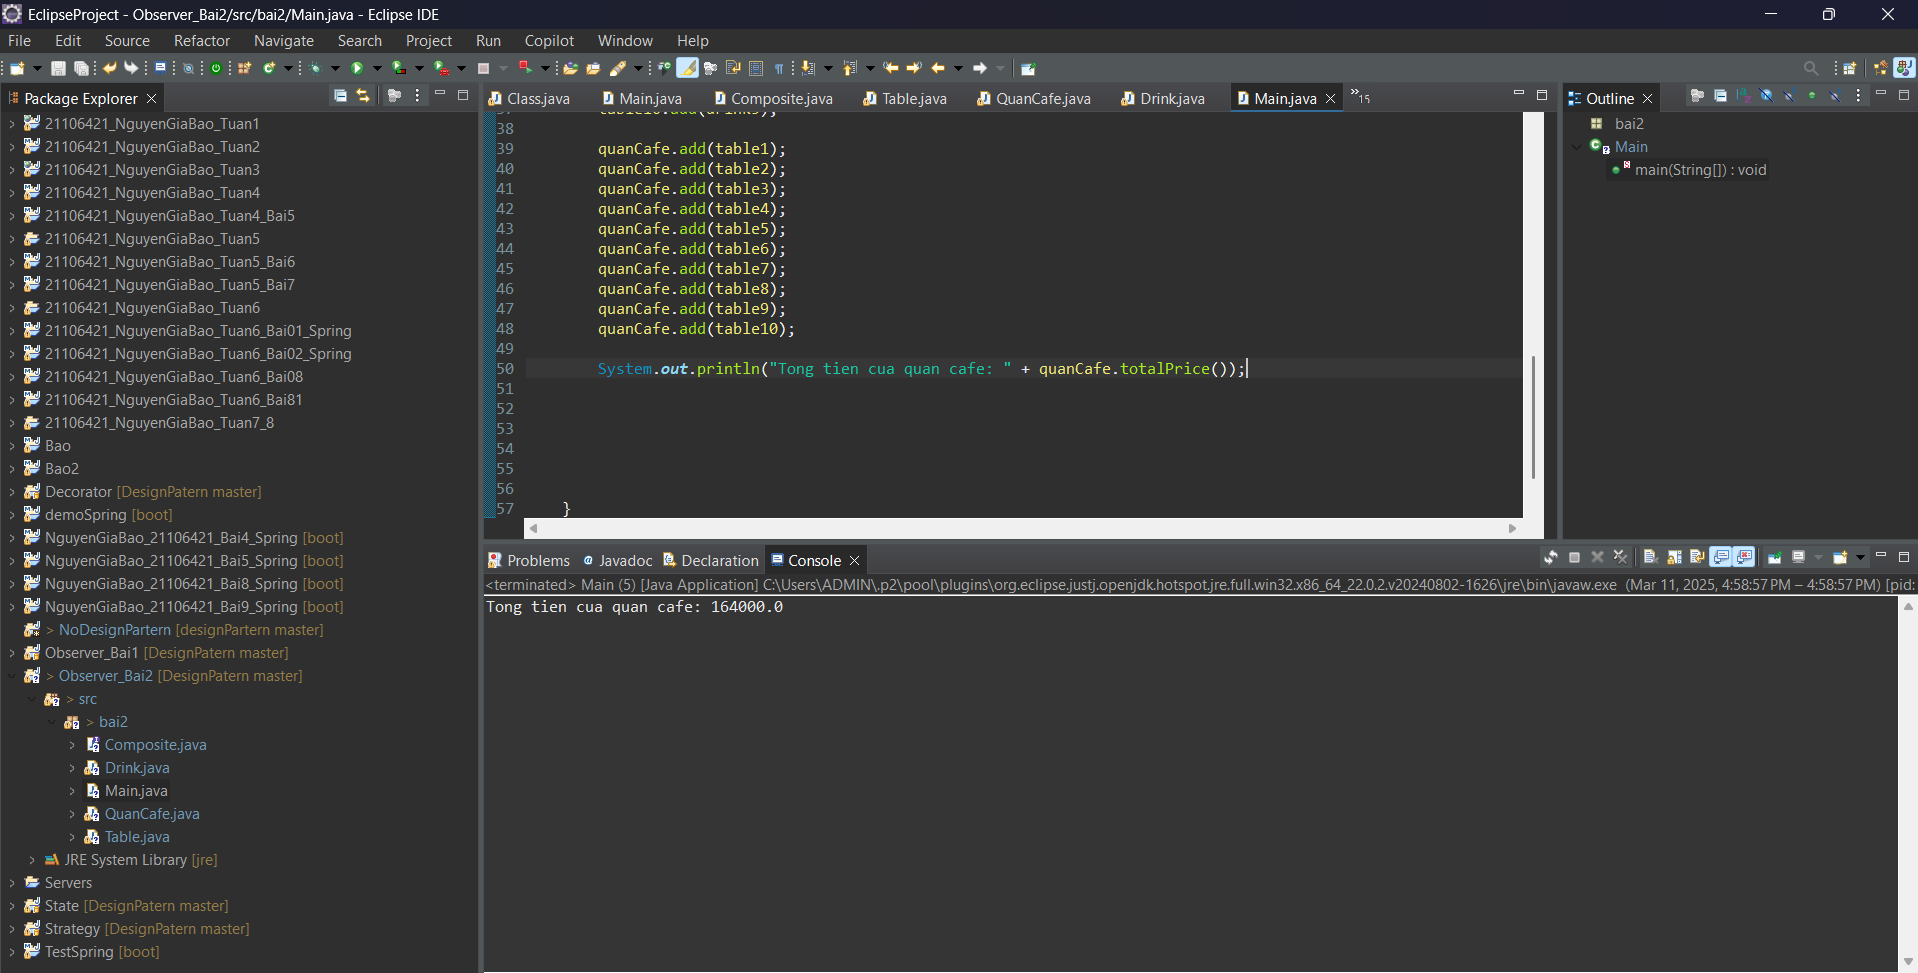 EclipseProject - Observer_Bai2/src/bai2/Main.java - Eclipse IDE
File Edit Source Refactor Navigate Search Project Run Copilot Window Help
Package Explorer
21106421_NguyenGiaBao_Tuan1
21106421_NguyenGiaBao_Tuan2
21106421_NguyenGiaBao_Tuan3
21106421_NguyenGiaBao_Tuan4
21106421_NguyenGiaBao_Tuan4_Bai5
21106421_NguyenGiaBao_Tuan5
21106421_NguyenGiaBao_Tuan5_Bai6
21106421_NguyenGiaBao_Tuan5_Bai7
21106421_NguyenGiaBao_Tuan6
21106421_NguyenGiaBao_Tuan6_Bai01_Spring
21106421_NguyenGiaBao_Tuan6_Bai02_Spring
21106421_NguyenGiaBao_Tuan6_Bai08
21106421_NguyenGiaBao_Tuan6_Bai81
21106421_NguyenGiaBao_Tuan7_8
Bao
Bao2
Decorator [DesignPatern master]
demoSpring [boot]
NguyenGiaBao_21106421_Bai4_Spring [boot]
NguyenGiaBao_21106421_Bai5_Spring [boot]
NguyenGiaBao_21106421_Bai8_Spring [boot]
NguyenGiaBao_21106421_Bai9_Spring [boot]
> NoDesignPartern [designPartern master]
Observer_Bai1 [DesignPatern master]
> Observer_Bai2 [DesignPatern master]
> src
> bai2
Composite.java
Drink.java
Main.java
QuanCafe.java
Table.java
JRE System Library [jre]
Servers
State [DesignPatern master]
Strategy [DesignPatern master]
TestSpring [boot]
Class.java Main.java Composite.java Table.java QuanCafe.java Drink.java Main.java »15
38
39 quanCafe.add(table1);
40 quanCafe.add(table2);
41 quanCafe.add(table3);
42 quanCafe.add(table4);
43 quanCafe.add(table5);
44 quanCafe.add(table6);
45 quanCafe.add(table7);
46 quanCafe.add(table8);
47 quanCafe.add(table9);
48 quanCafe.add(table10);
49
50 System.out.println("Tong tien cua quan cafe: " + quanCafe.totalPrice());
51
52
53
54
55
56
57 }
Outline
bai2
Main
main(String[]) : void
Problems Javadoc Declaration Console
<terminated> Main (5) [Java Application] C:\Users\ADMIN\.p2\pool\plugins\org.eclipse.justj.openjdk.hotspot.jre.full.win32.x86_64_22.0.2.v20240802-1626\jre\bin\javaw.exe (Mar 11, 2025, 4:58:57 PM – 4:58:57 PM) [pid:
Tong tien cua quan cafe: 164000.0